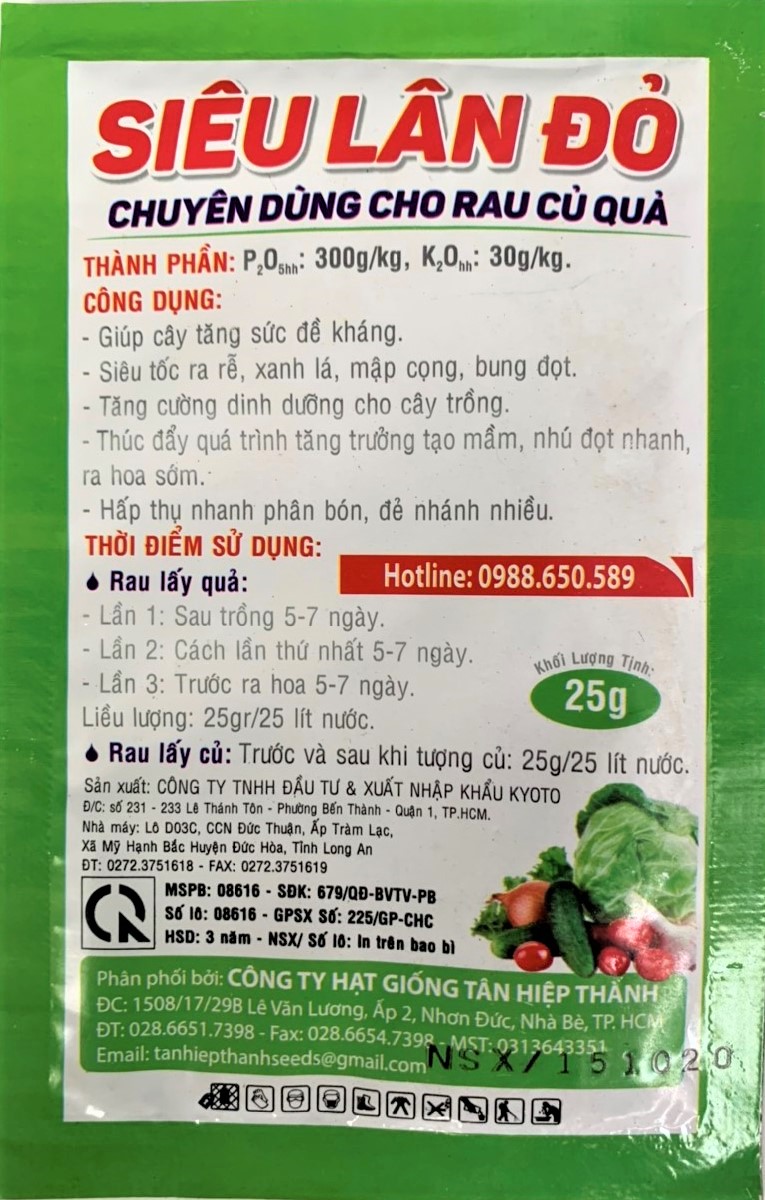 SIÊU LÂN ĐỎ
CHUYÊN DÙNG CHO RAU CỦ QUẢ
THÀNH PHẦN: P₂O₅hh: 300g/kg, K₂Ohh: 30g/kg.
CÔNG DỤNG:
- Giúp cây tăng sức đề kháng.
- Siêu tốc ra rễ, xanh lá, mập cọng, bung đọt.
- Tăng cường dinh dưỡng cho cây trồng.
- Thúc đẩy quá trình tăng trưởng tạo mầm, nhú đọt nhanh,
ra hoa sớm.
- Hấp thụ nhanh phân bón, đẻ nhánh nhiều.
THỜI ĐIỂM SỬ DỤNG:
Hotline: 0988.650.589
Rau lấy quả:
- Lần 1: Sau trồng 5-7 ngày.
- Lần 2: Cách lần thứ nhất 5-7 ngày.
- Lần 3: Trước ra hoa 5-7 ngày.
Khối Lượng Tịnh:
25g
Liều lượng: 25gr/25 lít nước.
Rau lấy củ: Trước và sau khi tượng củ: 25g/25 lít nước.
Sản xuất: CÔNG TY TNHH ĐẦU TƯ & XUẤT NHẬP KHẨU KYOTO
Đ/C: số 231 - 233 Lê Thánh Tôn - Phường Bến Thành - Quận 1, TP.HCM.
Nhà máy: Lô D03C, CCN Đức Thuận, Ấp Tràm Lạc,
Xã Mỹ Hạnh Bắc Huyện Đức Hòa, Tỉnh Long An
ĐT: 0272.3751618 - FAX: 0272.3751619
MSPB: 08616 - SĐK: 679/QĐ-BVTV-PB
Số lô: 08616 - GPSX Số: 225/GP-CHC
HSD: 3 năm - NSX/ Số lô: In trên bao bì
Phân phối bởi: CÔNG TY HẠT GIỐNG TÂN HIỆP THÀNH
ĐC: 1508/17/29B Lê Văn Lương, Ấp 2, Nhơn Đức, Nhà Bè, TP. HCM
ĐT: 028.6651.7398 - Fax: 028.6654.7398 - MST: 0313643351
Email: tanhiepthanhseeds@gmail.com
NSX/151020